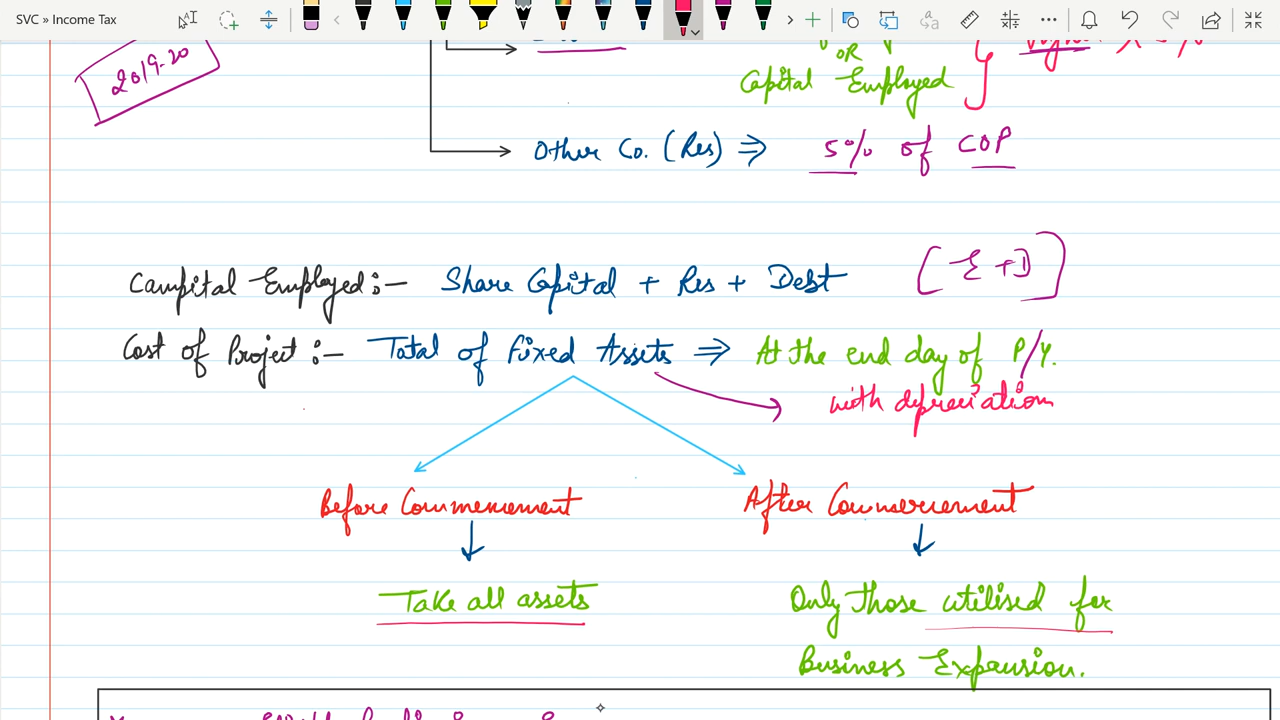 SVC » Income Tax
2019-20
OR
Capital Employed
Other Co. (Res) ⇒ 5% of COP
Campital Employed:- Share Capital + Res + Debt [E+D]
Cost of Project:- Total of Fixed Assets ⇒ At the end day of P/Y.
with depreciation
Before Commencement After Commencement
Take all assets Only those utilised for
Business Expansion.